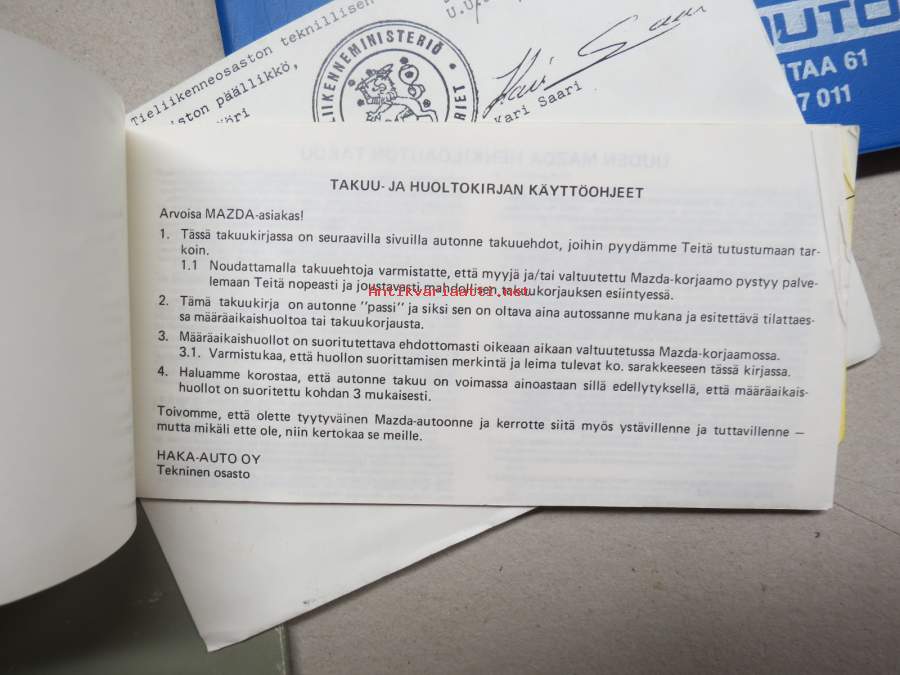 Tieliikenneosaston teknillisen
iston päällikkö,
U.U.
Kari Saari
LIIKENNEMINISTERIÖ
UTO
TAA 61
7 011
TAKUU- JA HUOLTOKIRJAN KÄYTTÖOHJEET
Arvoisa MAZDA-asiakas!
1. Tässä takuukirjassa on seuraavilla sivuilla autonne takuuehdot, joihin pyydämme Teitä tutustumaan tar-
koin.
1.1 Noudattamalla takuuehtoja varmistatte, että myyjä ja/tai valtuutettu Mazda-korjaamo pystyy palve-
lemaan Teitä nopeasti ja joustavasti mahdollisen takuukorjauksen esiintyessä.
Antikvariaatti.net
2. Tämä takuukirja on autonne "passi" ja siksi sen on oltava aina autossanne mukana ja esitettävä tilattaes-
sa määräaikaishuoltoa tai takuukorjausta.
3. Määräaikaishuollot on suoritutettava ehdottomasti oikeaan aikaan valtuutetussa Mazda-korjaamossa.
3.1. Varmistukaa, että huollon suorittamisen merkintä ja leima tulevat ko. sarakkeeseen tässä kirjassa.
4. Haluamme korostaa, että autonne takuu on voimassa ainoastaan sillä edellytyksellä, että määräaikais-
huollot on suoritettu kohdan 3 mukaisesti.
Toivomme, että olette tyytyväinen Mazda-autoonne ja kerrotte siitä myös ystävillenne ja tuttavillenne –
mutta mikäli ette ole, niin kertokaa se meille.
HAKA-AUTO OY
Tekninen osasto